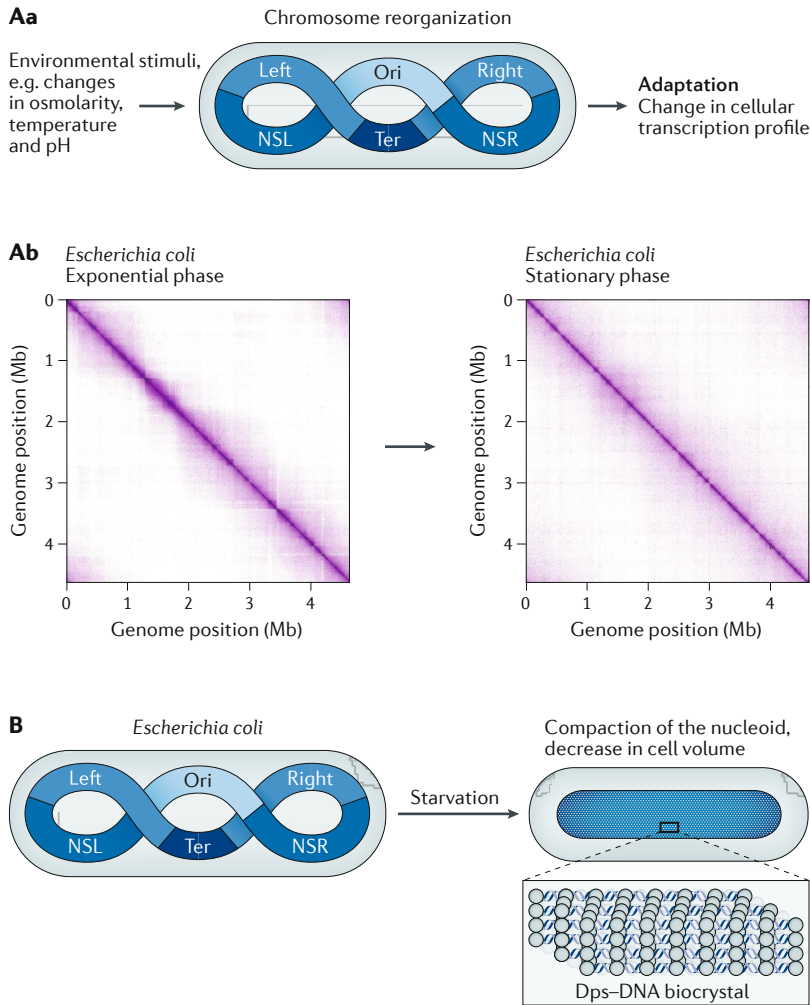 Aa
Chromosome reorganization
Environmental stimuli,
e.g. changes
in osmolarity,
temperature
and pH
Left
Ori
Right
NSL
Ter
NSR
Adaptation
Change in cellular
transcription profile
Ab
Escherichia coli
Exponential phase
Escherichia coli
Stationary phase
Genome position (Mb)
0
1
2
3
4
0 1 2 3 4
Genome position (Mb)
Genome position (Mb)
0
1
2
3
4
0 1 2 3 4
Genome position (Mb)
B
Escherichia coli
Left
Ori
Right
NSL
Ter
NSR
Starvation
Compaction of the nucleoid,
decrease in cell volume
Dps–DNA biocrystal